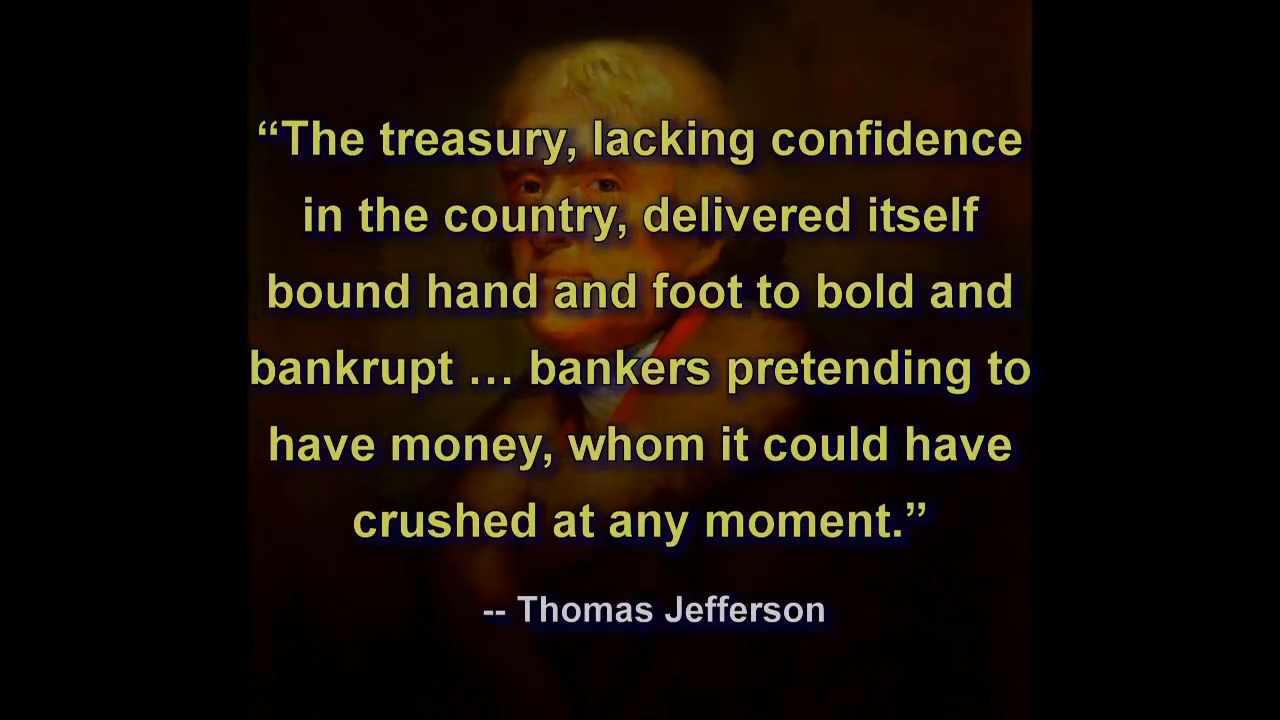 “The treasury, lacking confidence
in the country, delivered itself
bound hand and foot to bold and
bankrupt … bankers pretending to
have money, whom it could have
crushed at any moment.”
-- Thomas Jefferson